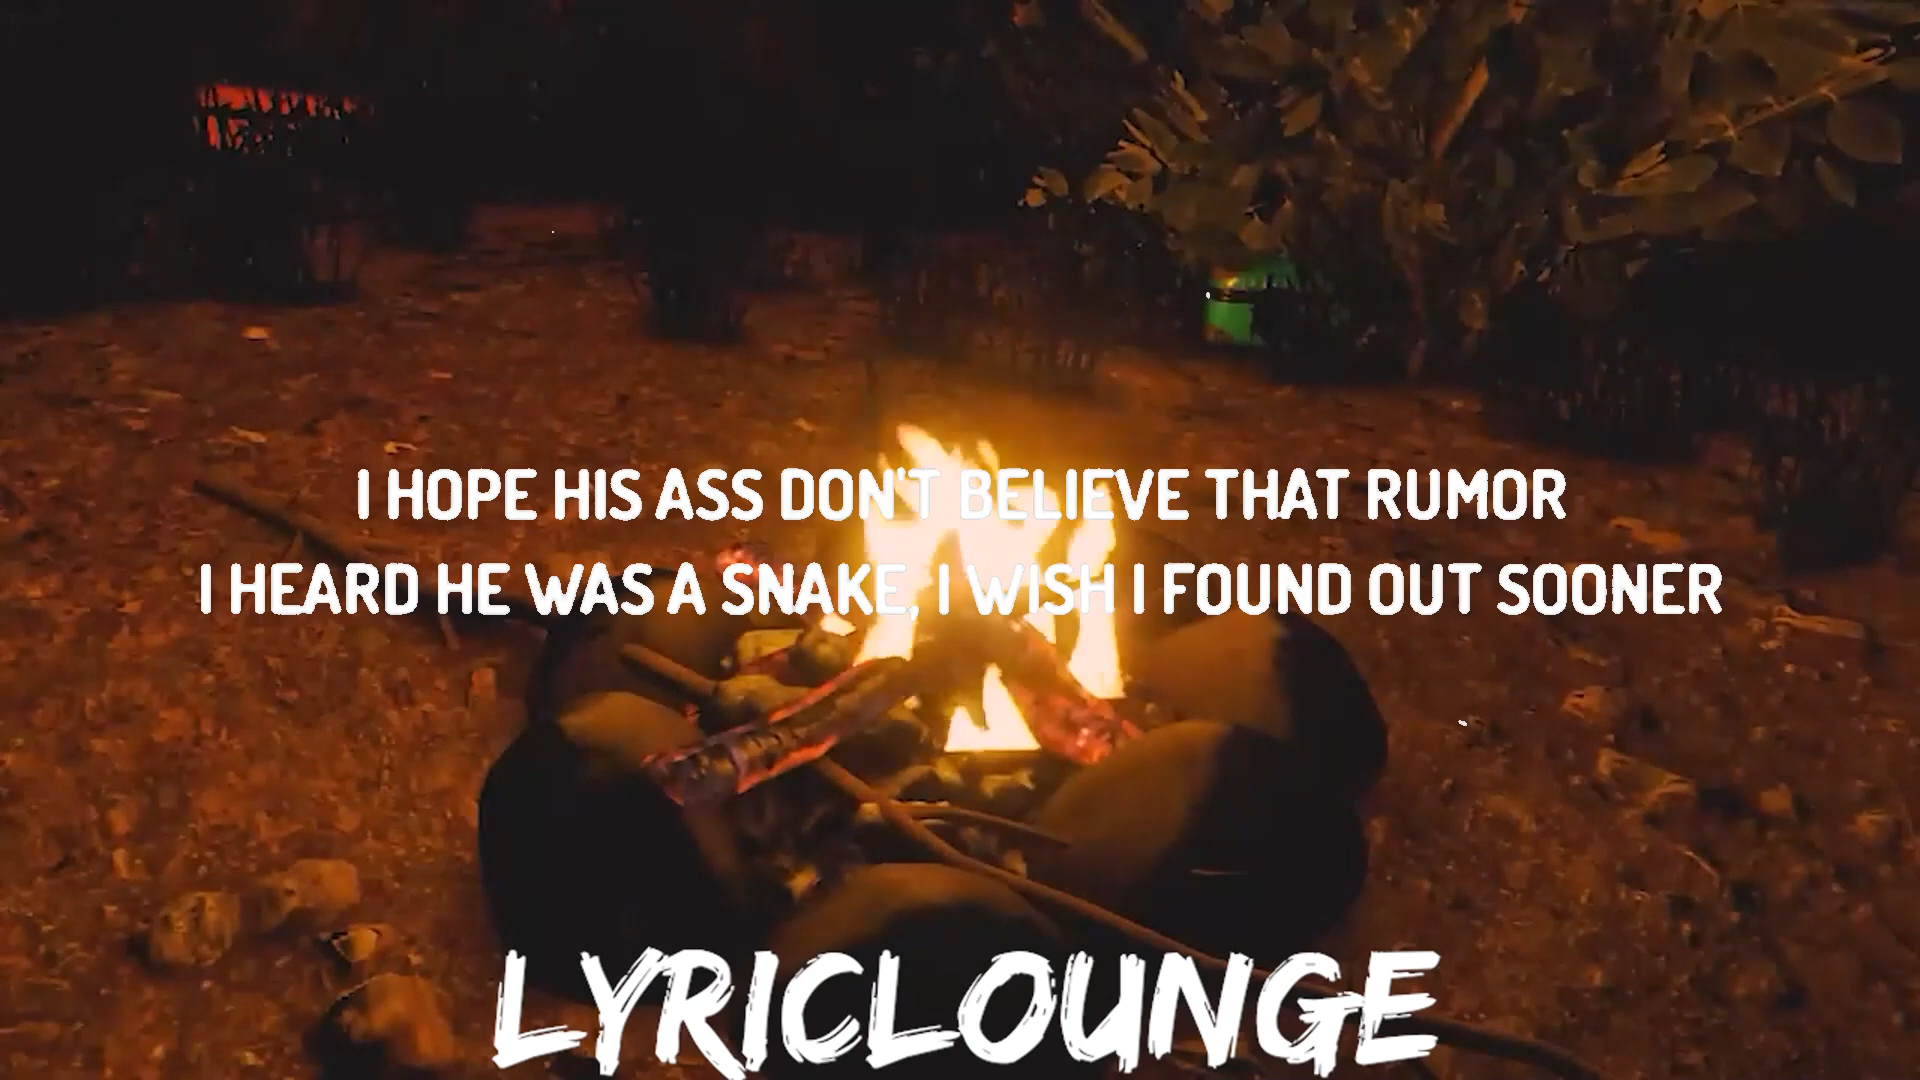 I HOPE HIS ASS DON'T BELIEVE THAT RUMOR
I HEARD HE WAS A SNAKE, I WISH I FOUND OUT SOONER
LYRICLOUNGE